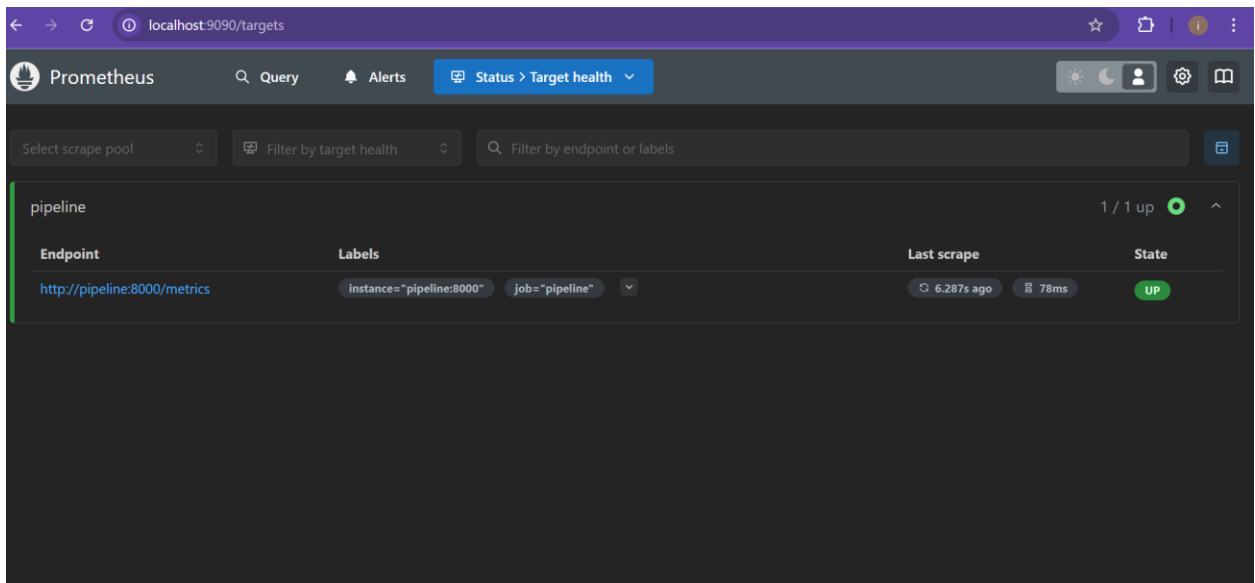 localhost:9090/targets
i
Prometheus Query Alerts Status > Target health
Select scrape pool Filter by target health Filter by endpoint or labels
pipeline 1 / 1 up
Endpoint Labels Last scrape State
http://pipeline:8000/metrics instance="pipeline:8000" job="pipeline" 6.287s ago 78ms UP